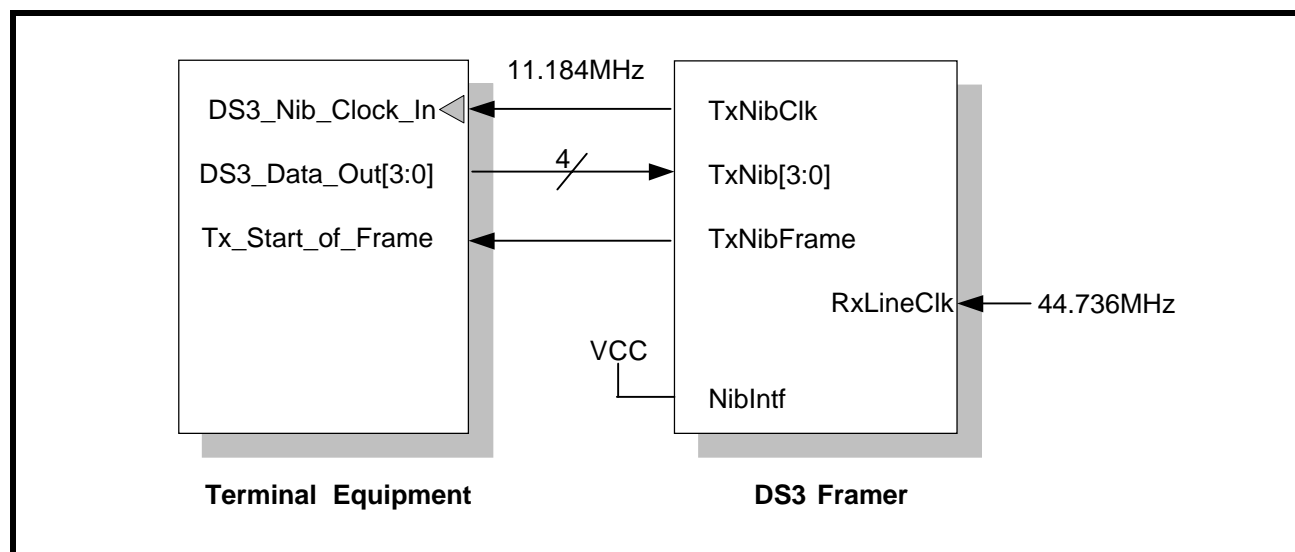 11.184MHz
DS3_Nib_Clock_In
TxNibClk
DS3_Data_Out[3:0]
4
TxNib[3:0]
Tx_Start_of_Frame
TxNibFrame
RxLineClk
44.736MHz
VCC
NibIntf
Terminal Equipment
DS3 Framer